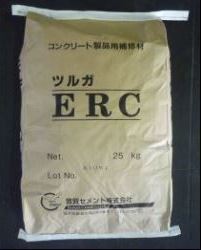 コンクリート製品用補修材
ツルガ
ERC
Net. 25 kg
Lot No.
敦賀セメント株式会社